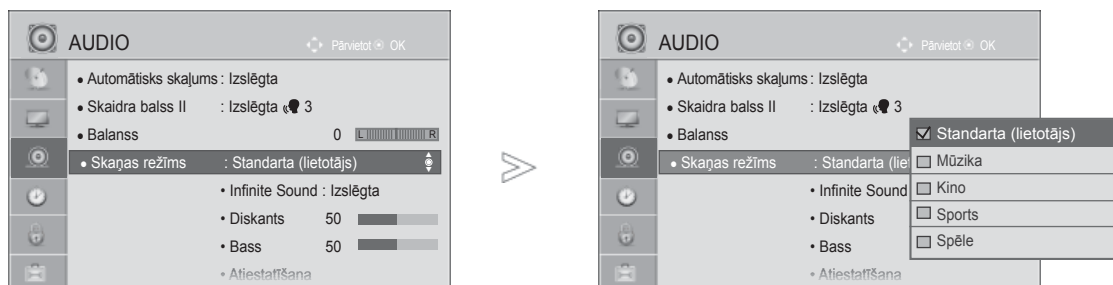 AUDIO
Pārvietot OK
• Automātisks skaļums : Izslēgta
• Skaidra balss II : Izslēgta 3
• Balanss 0 L R
• Skaņas režīms : Standarta (lietotājs)
• Infinite Sound : Izslēgta
• Diskants 50
• Bass 50
• Atiestatīšana
AUDIO
Pārvietot OK
• Automātisks skaļums : Izslēgta
• Skaidra balss II : Izslēgta 3
• Balanss
• Skaņas režīms : Standarta (lie
• Infinite Sound
• Diskants
• Bass
• Atiestatīšana
Standarta (lietotājs)
Mūzika
Kino
Sports
Spēle